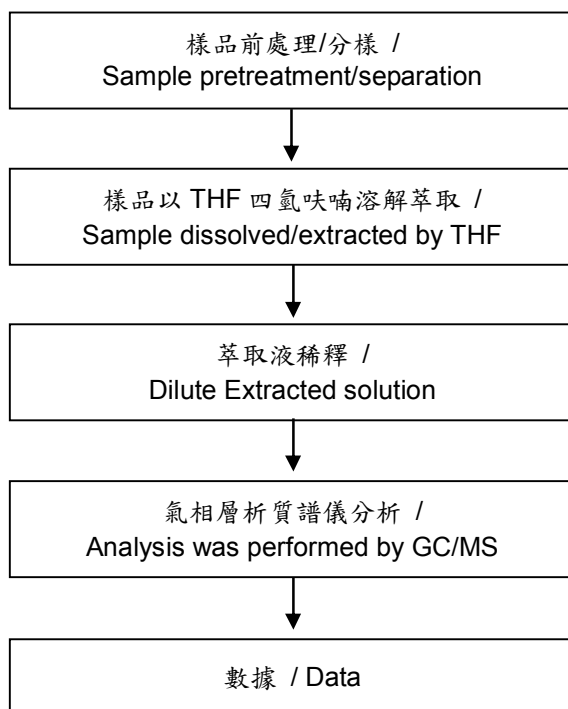 樣品前處理/分樣 /
Sample pretreatment/separation
樣品以 THF 四氫呋喃溶解萃取 /
Sample dissolved/extracted by THF
萃取液稀釋 /
Dilute Extracted solution
氣相層析質譜儀分析 /
Analysis was performed by GC/MS
數據 / Data